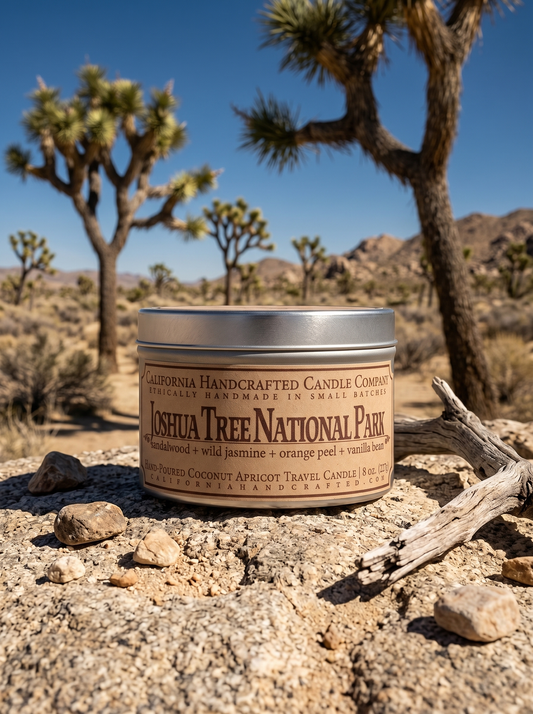 California Handcrafted Candle Company
Ethically Handmade in Small Batches
Joshua Tree National Park
sandalwood + wild jasmine + orange peel + vanilla bean
Hand-Poured Coconut Apricot Travel Candle | 8 oz. (227
californiahandcrafted.com